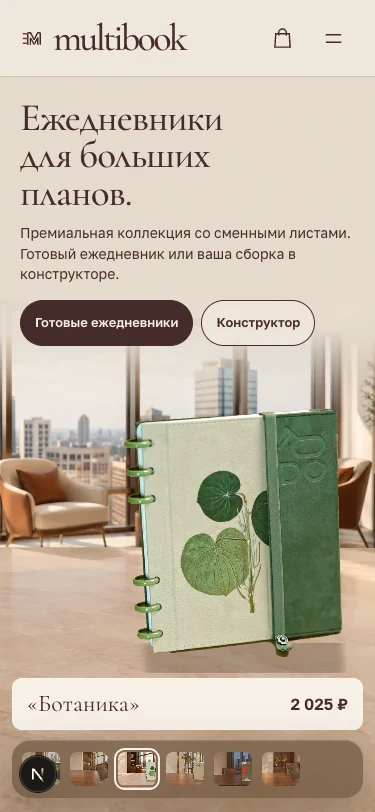 multibook
Ежедневники
для больших
планов.
Премиальная коллекция со сменными листами.
Готовый ежедневник или ваша сборка в
конструкторе.
Готовые ежедневники
Конструктор
«Ботаника»
2 025 ₽
N